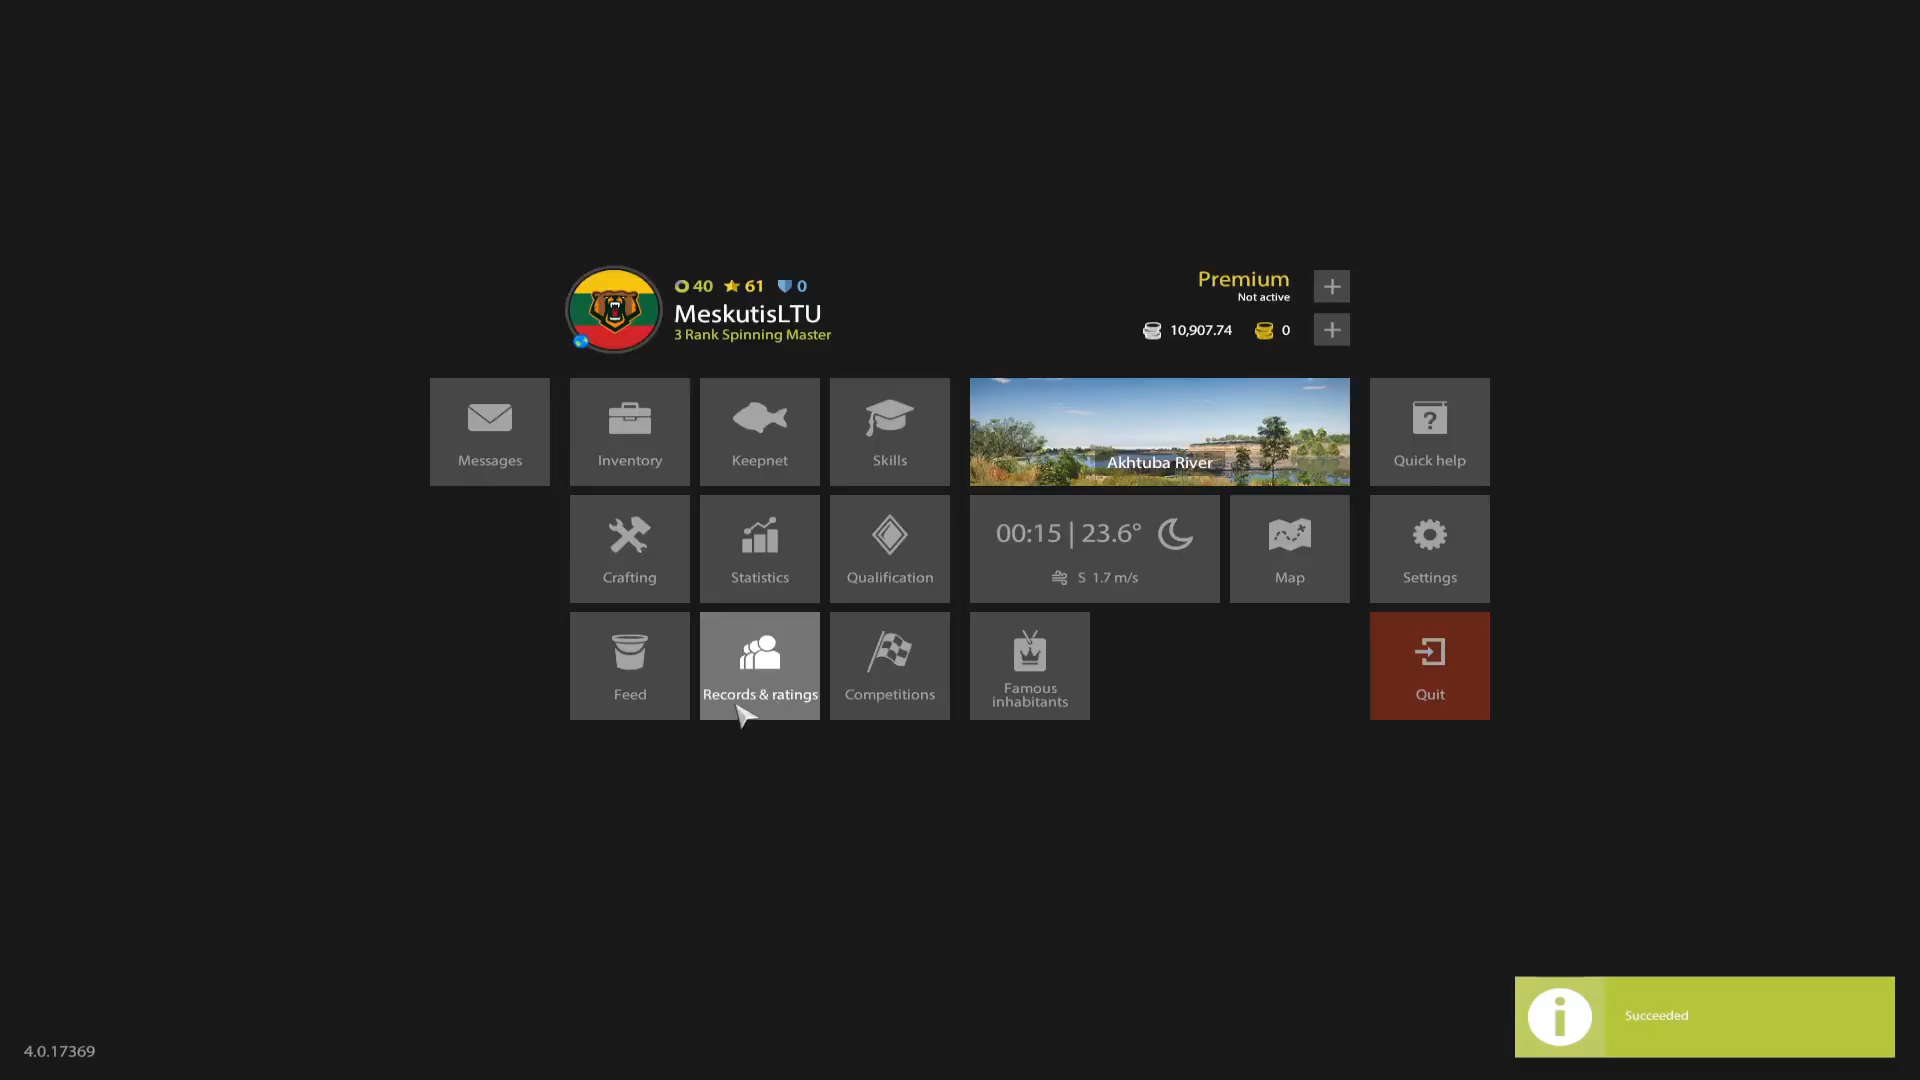 40 61 0
MeskutisLTU
3 Rank Spinning Master
Premium
Not active
10,907.74 0
Messages
Inventory
Keepnet
Skills
Akhtuba River
Quick help
Crafting
Statistics
Qualification
00:15 | 23.6°
S 1.7 m/s
Map
Settings
Feed
Records & ratings
Competitions
Famous
inhabitants
Quit
Succeeded
4.0.17369